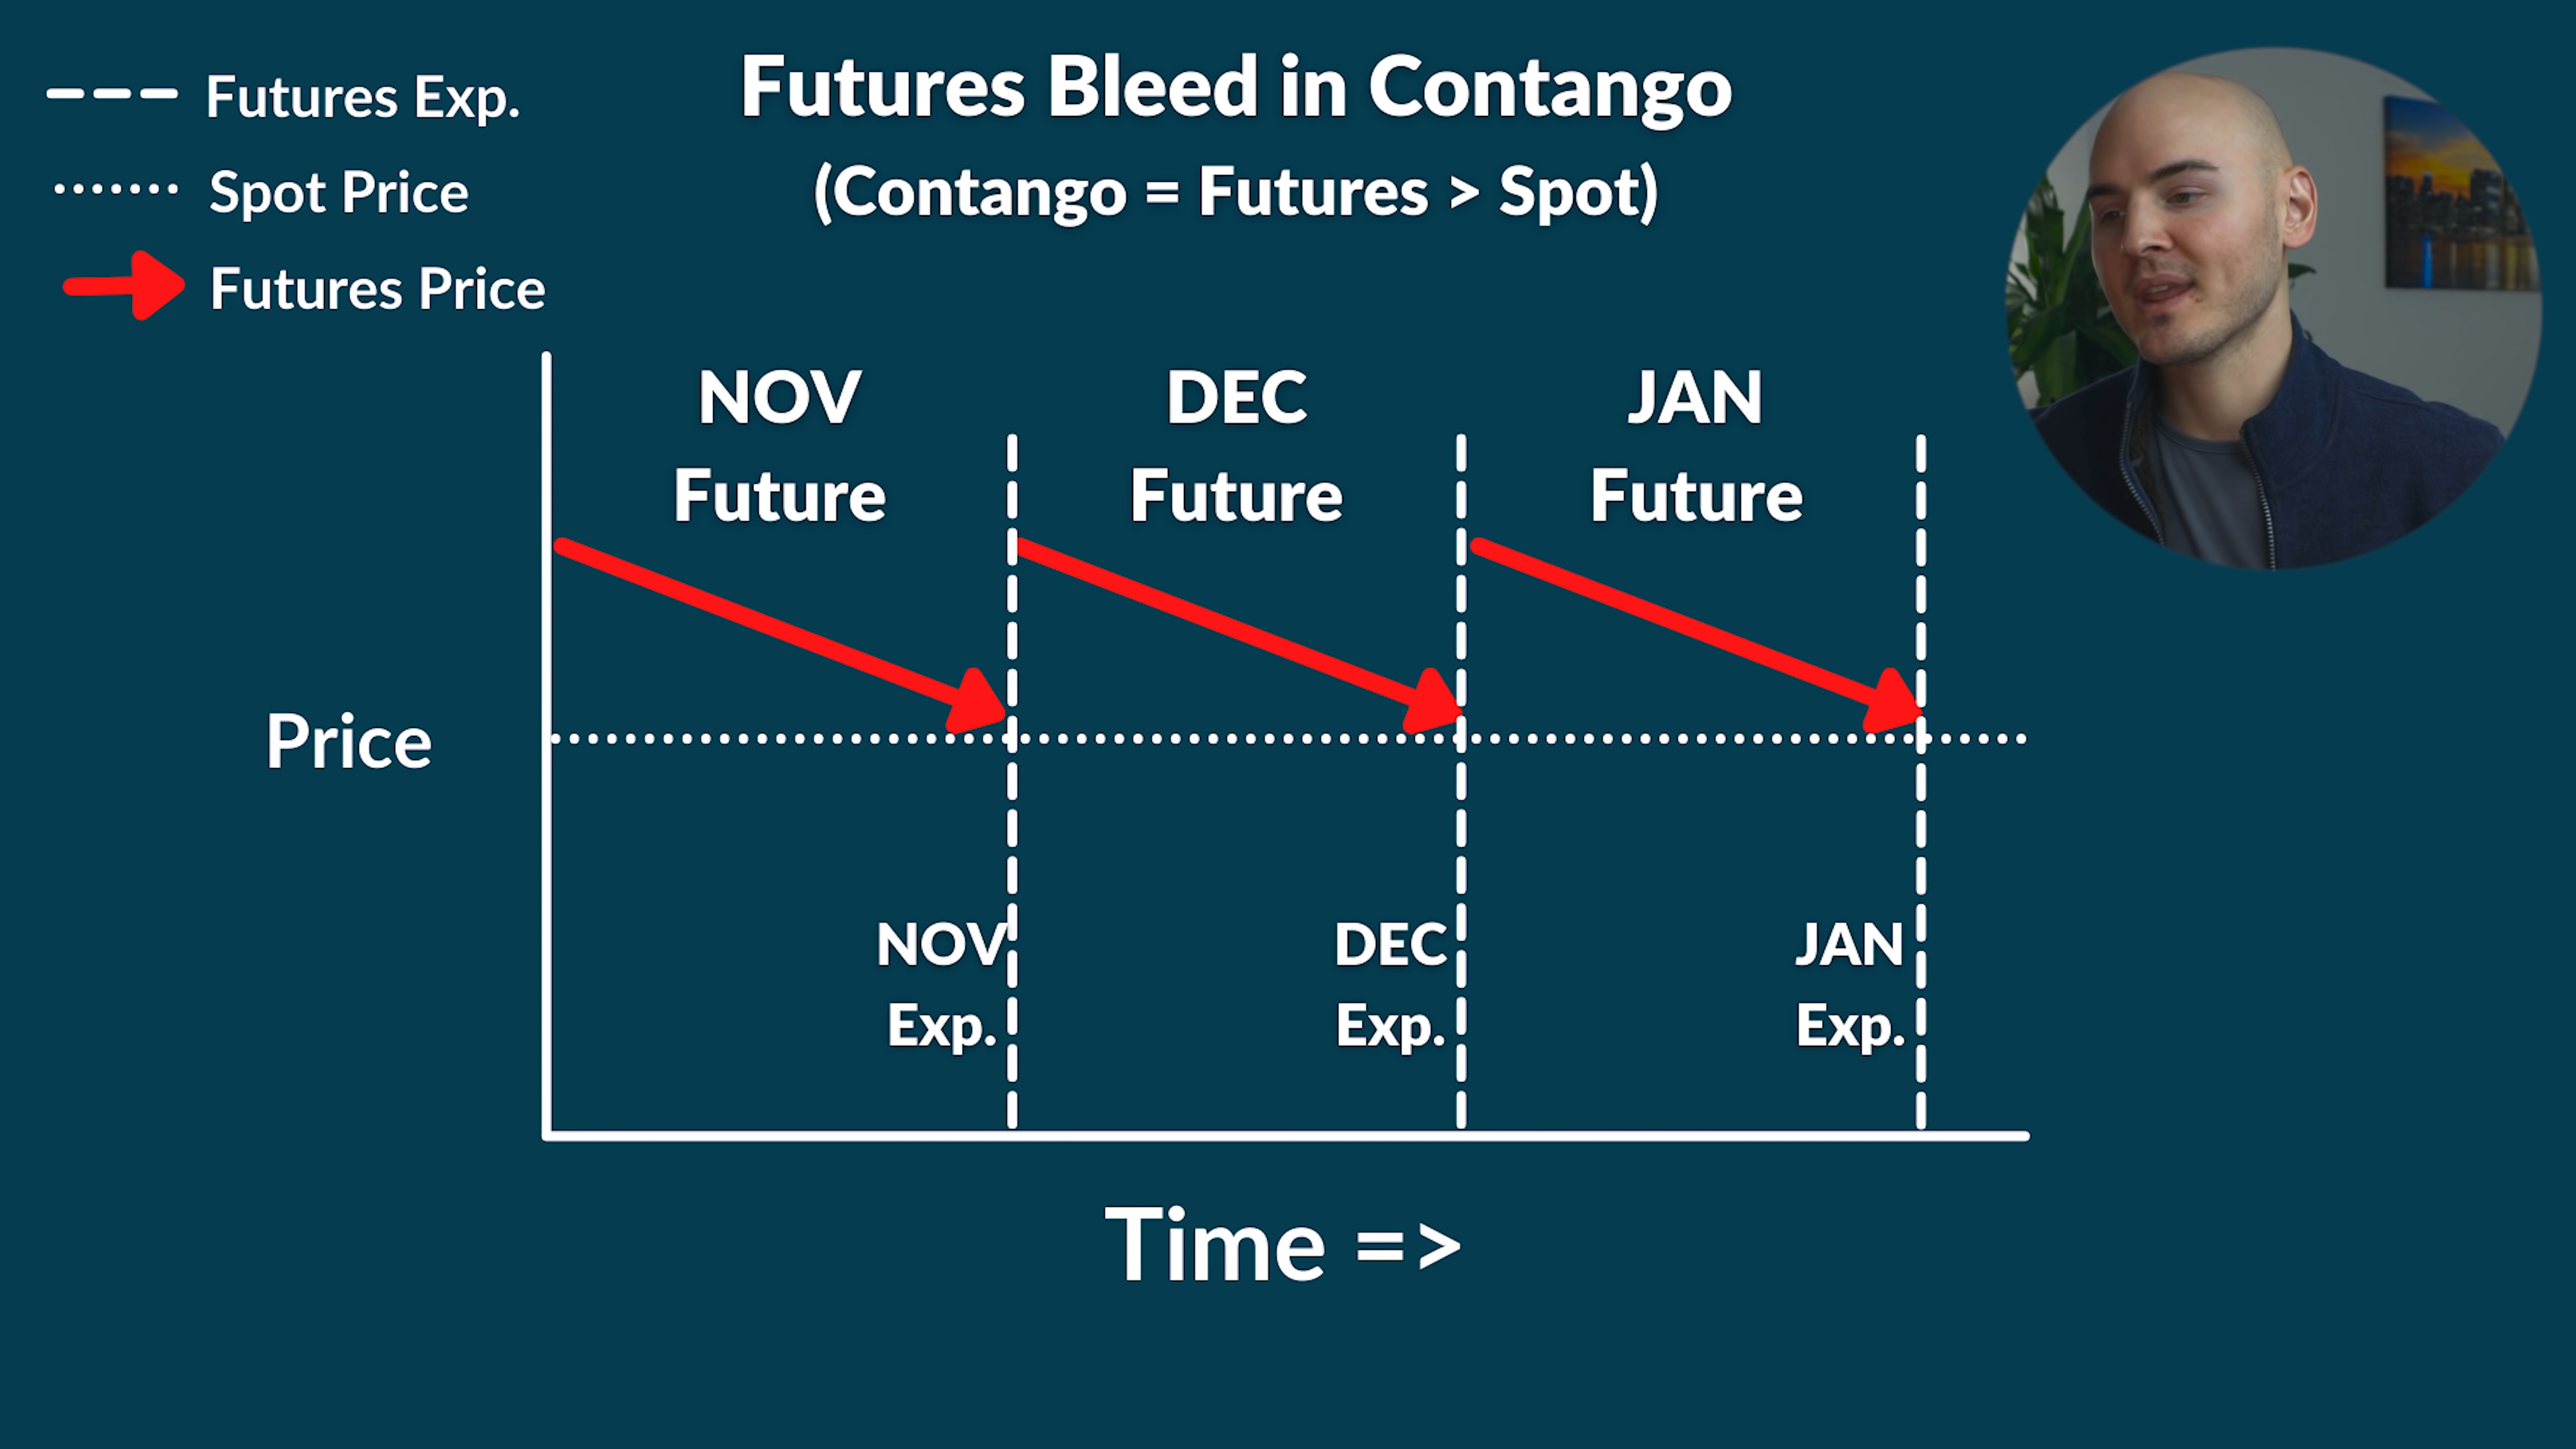 Futures Exp.
Spot Price
Futures Price
Futures Bleed in Contango
(Contango = Futures > Spot)
NOV
Future
DEC
Future
JAN
Future
Price
NOV
Exp.
DEC
Exp.
JAN
Exp.
Time =>